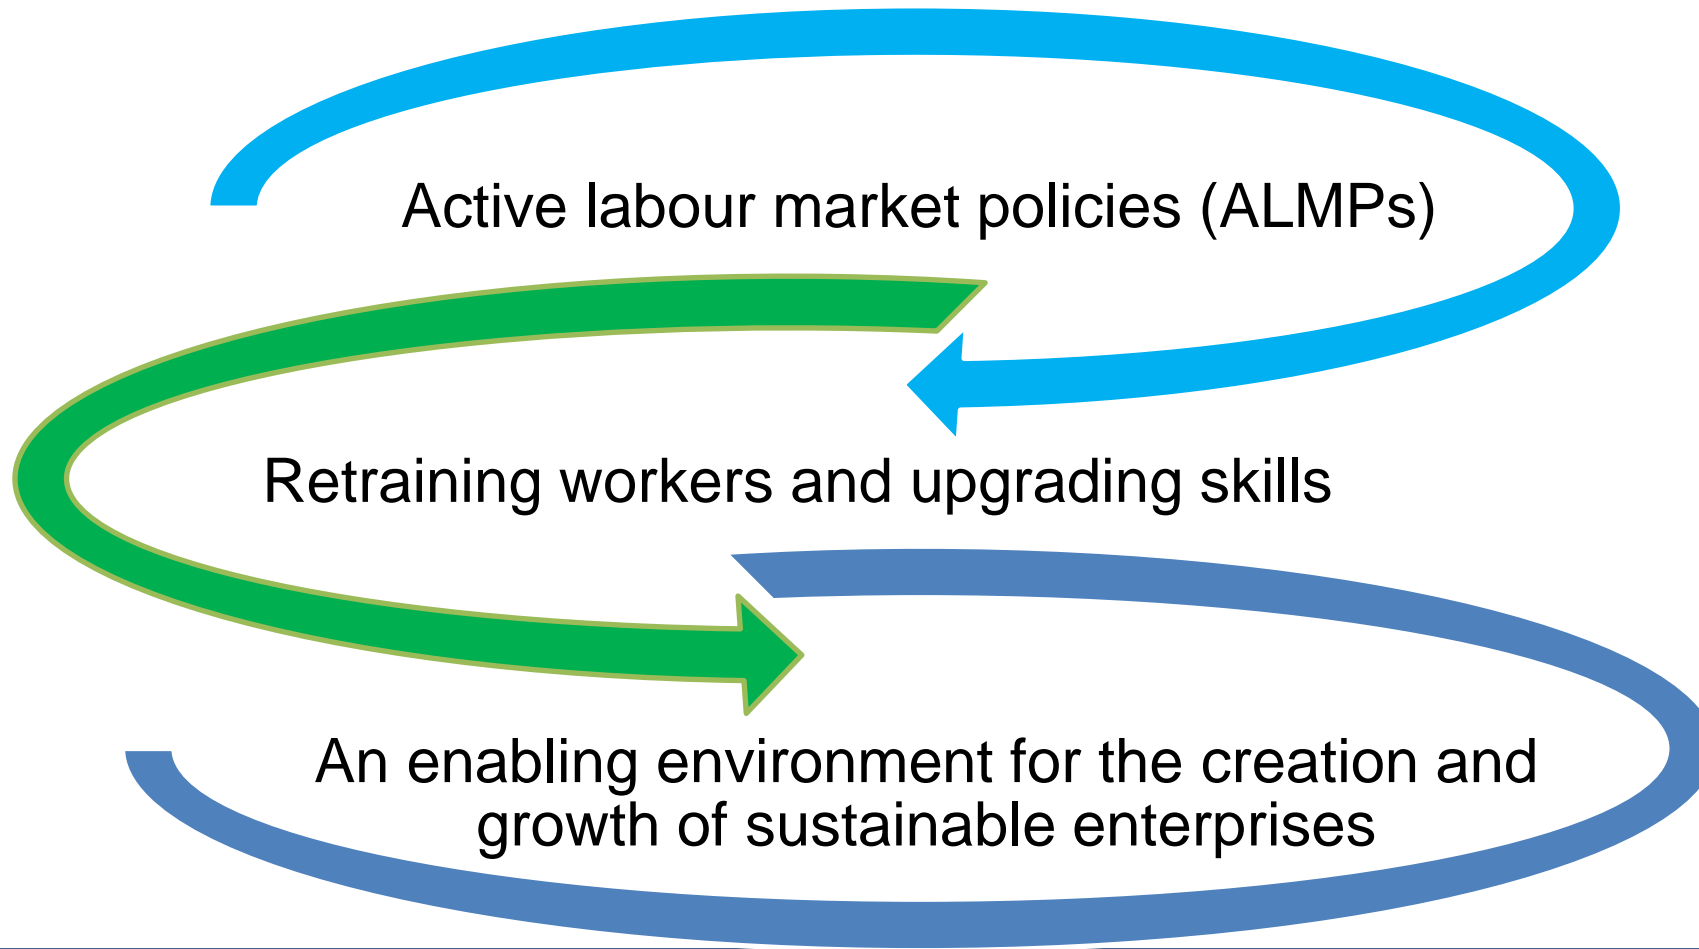 Active labour market policies (ALMPs)
Retraining workers and upgrading skills
An enabling environment for the creation and
growth of sustainable enterprises